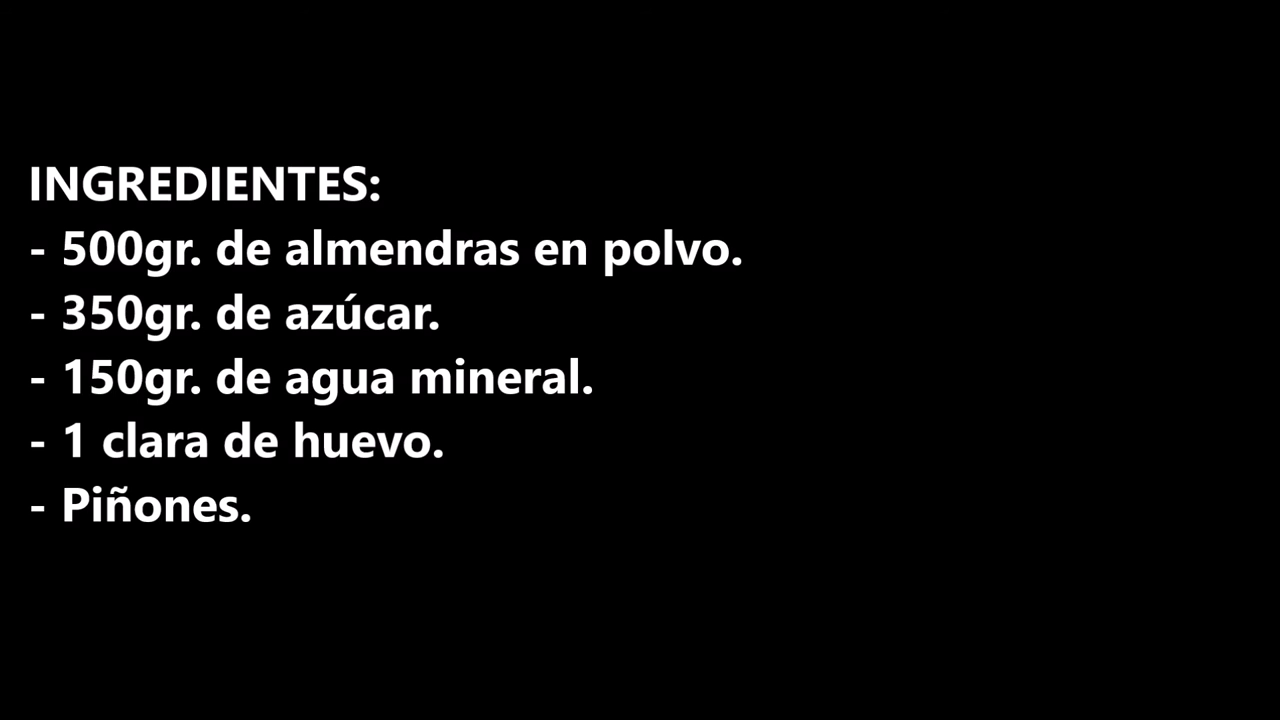 INGREDIENTES:
- 500gr. de almendras en polvo.
- 350gr. de azúcar.
- 150gr. de agua mineral.
- 1 clara de huevo.
- Piñones.